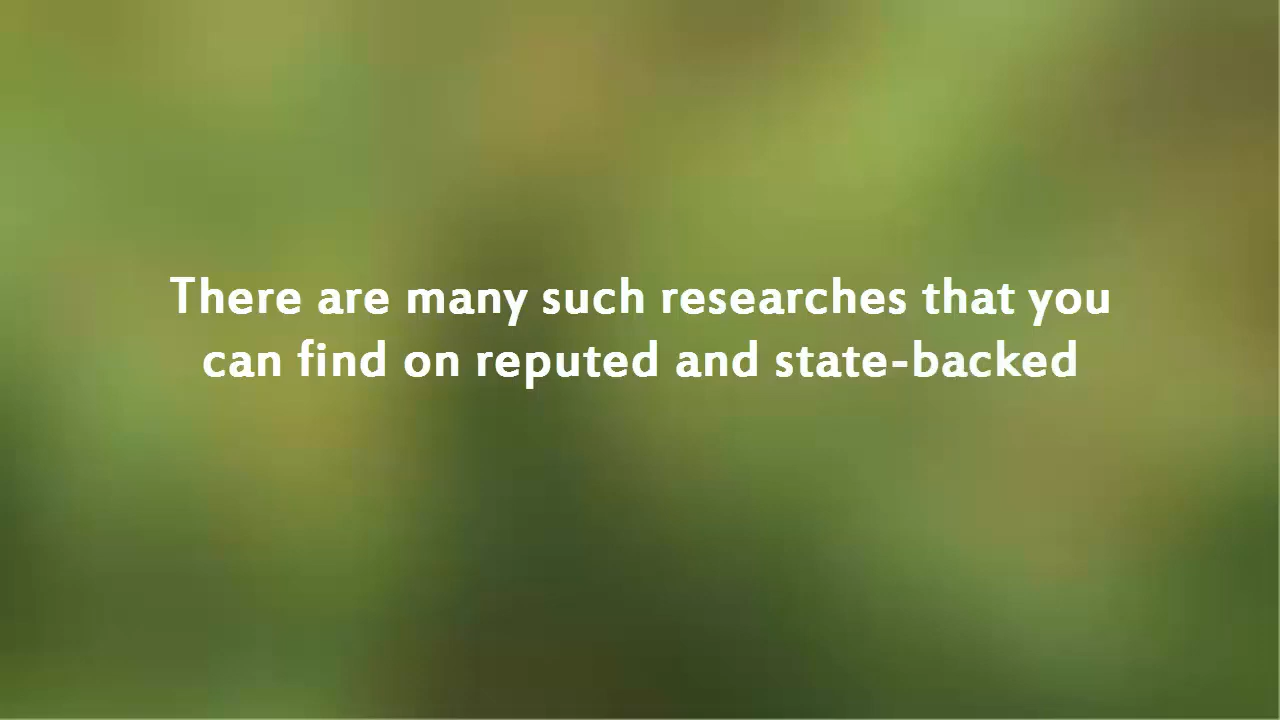 There are many such researches that you
can find on reputed and state-backed